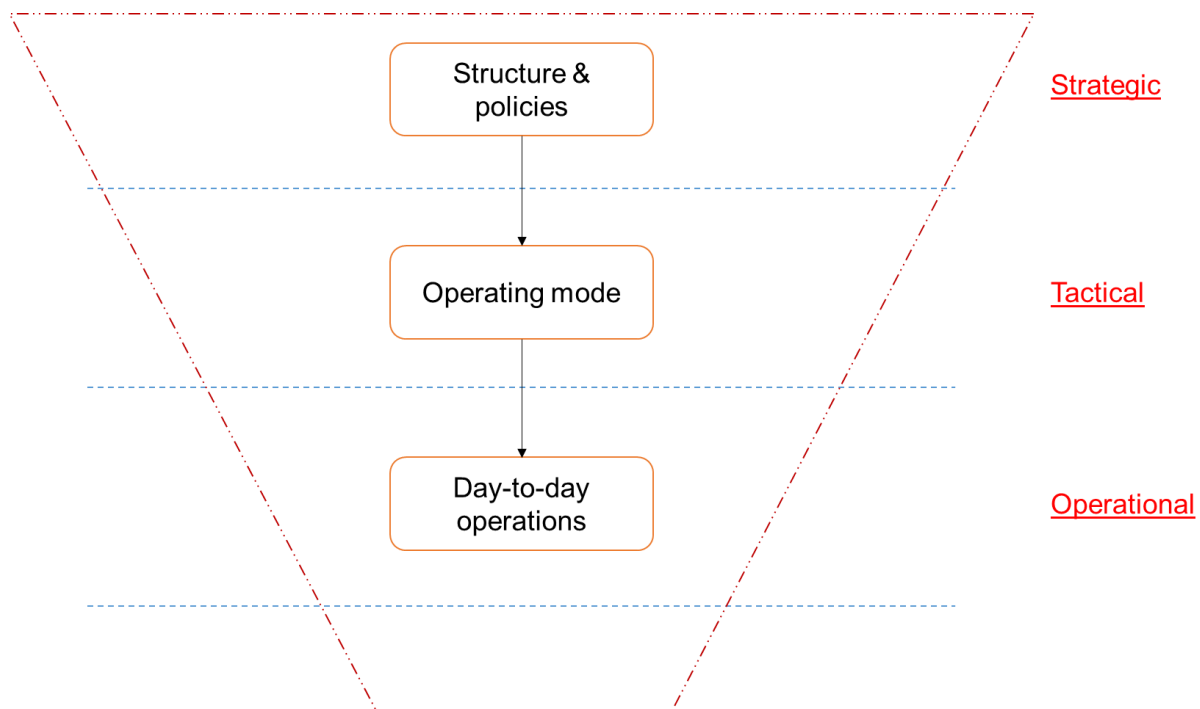 Structure &
policies
Strategic
Operating mode
Tactical
Day-to-day
operations
Operational